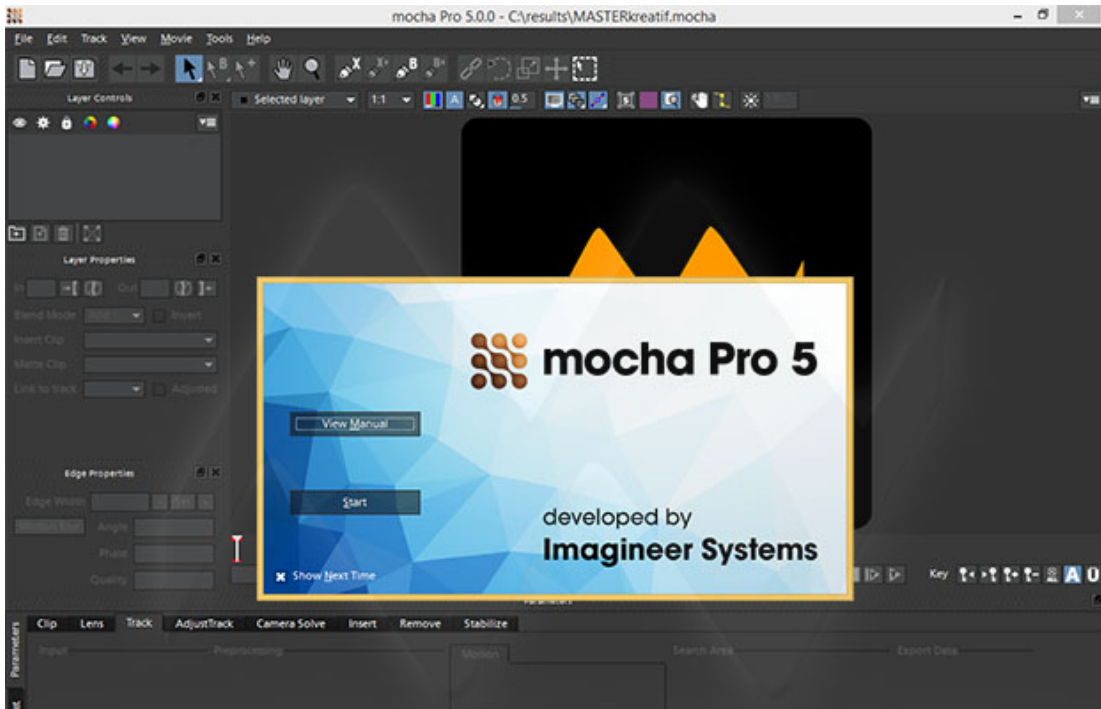 mocha Pro 5.0.0 - C:\results\MASTERkreatif.mocha
File Edit Track View Movie Tools Help
Layer Controls
Selected layer 1:1 A 0.5
Layer Properties
In Out
Blend Mode Add Invert
Insert Clip
Matte Clip
Link to track Adjusted
Edge Properties
Edge Width Set
Motion Blur Angle
Phase
Quality
mocha Pro 5
View Manual
Start
developed by
Imagineer Systems
Show Next Time
Key A Ü
Parameters
Parameters
Clip Lens Track AdjustTrack Camera Solve Insert Remove Stabilize
Input Preprocessing Motion Search Area Export Data